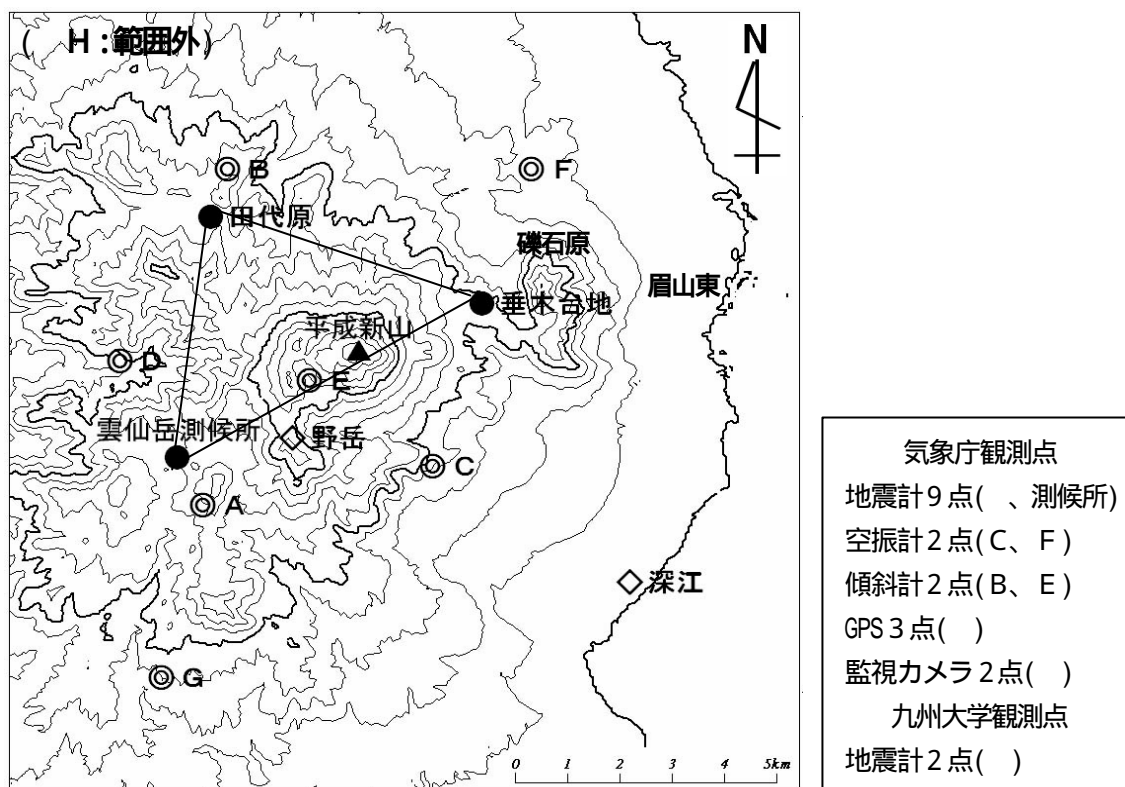 ( H:範囲外)
N
B
F
田代原
礫石原
眉山東
垂木台地
平成新山
D
E
雲仙岳測候所
野岳
C
A
深江
G
0 1 2 3 4 5km
気象庁観測点
地震計9点( 、測候所)
空振計2点(C、F)
傾斜計2点(B、E)
GPS3点( )
監視カメラ2点( )
九州大学観測点
地震計2点( )